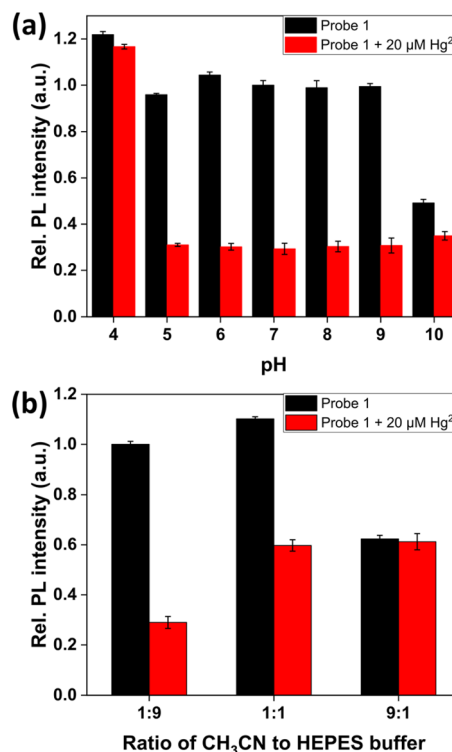 (a)
Probe 1
Probe 1 + 20 µM Hg²
1.2
1.0
0.8
0.6
0.4
0.2
0.0
Rel. PL intensity (a.u.)
4 5 6 7 8 9 10
pH
(b)
Probe 1
Probe 1 + 20 µM Hg²
1.2
1.0
0.8
0.6
0.4
0.2
0.0
Rel. PL intensity (a.u.)
1:9 1:1 9:1
Ratio of CH₃CN to HEPES buffer